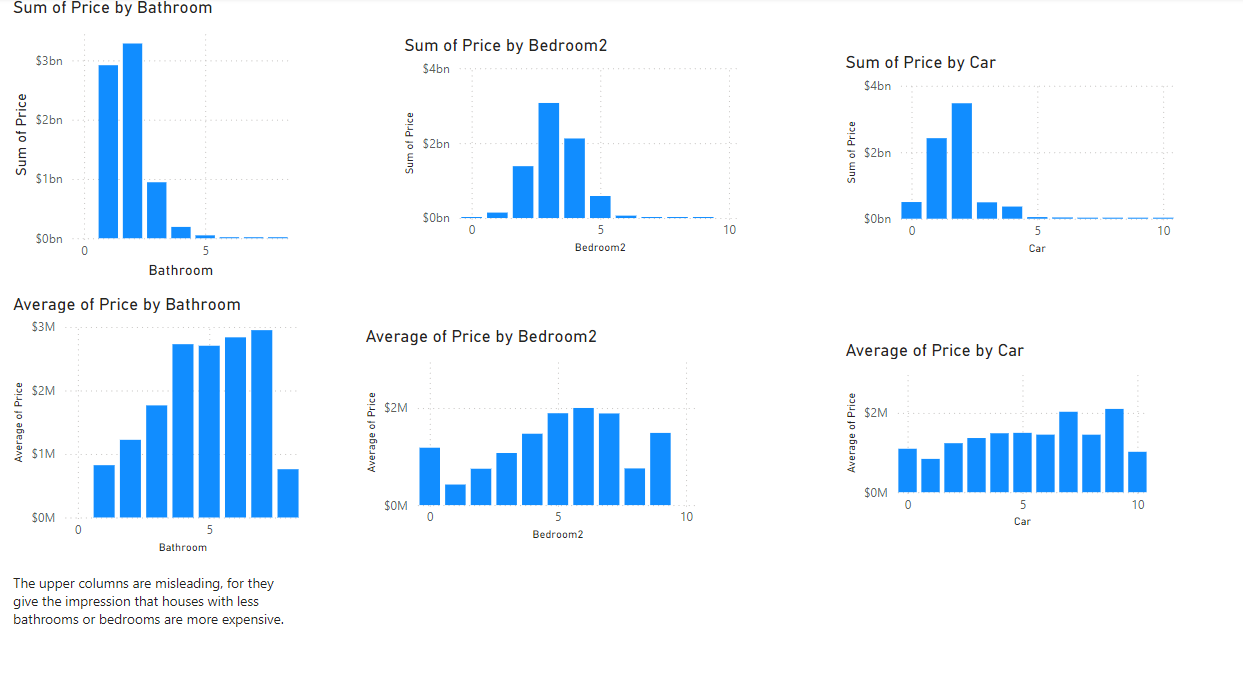 Sum of Price by Bathroom
Sum of Price
$3bn
$2bn
$1bn
$0bn
0
5
Bathroom
Sum of Price by Bedroom2
Sum of Price
$4bn
$2bn
$0bn
0
5
10
Bedroom2
Sum of Price by Car
Sum of Price
$4bn
$2bn
$0bn
0
5
10
Car
Average of Price by Bathroom
Average of Price
$3M
$2M
$1M
$0M
0
5
Bathroom
Average of Price by Bedroom2
Average of Price
$2M
$0M
0
5
10
Bedroom2
Average of Price by Car
Average of Price
$2M
$0M
0
5
10
Car
The upper columns are misleading, for they
give the impression that houses with less
bathrooms or bedrooms are more expensive.